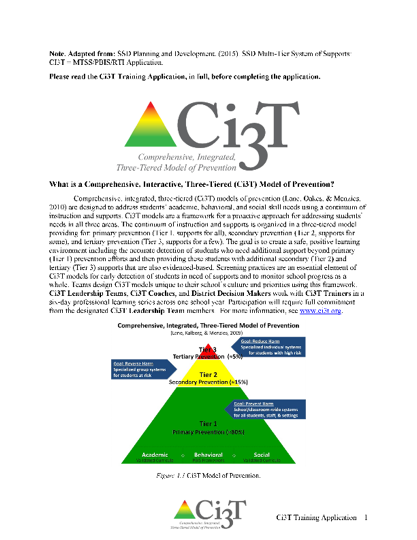 Note. Adapted from: SSD Planning and Development. (2015) SSD Multi-Tier System of Supports
CI3T = MTSS/PBIS/RTI Application.
Please read the Ci3T Training Application, in full, before completing the application.
Ci3T
Comprehensive, Integrated,
Three-Tiered Model of Prevention
What is a Comprehensive, Interactive, Three-Tiered (Ci3T) Model of Prevention?
Comprehensive, integrated, three-tiered (Ci3T) models of prevention (Lane, Oakes, & Menzies,
2010) are designed to address students' academic, behavioral, and social skill needs using a continuum of
instruction and supports. Ci3T models are a framework for a proactive approach for addressing students'
needs in all three areas. The continuum of instruction and supports is organized in a three-tiered model
providing for: primary prevention (Tier 1, supports for all), secondary prevention (Tier 2, supports for
some), and tertiary prevention (Tier 3, supports for a few). The goal is to create a safe, positive learning
environment including the accurate detection of students who need additional support beyond primary
(Tier 1) prevention efforts and then providing these students with additional secondary (Tier 2) and
tertiary (Tier 3) supports that are also evidenced-based. Screening practices are an essential element of
Ci3T models for early detection of students in need of supports and to monitor school progress as a
whole. Teams design Ci3T models unique to their school's culture and priorities using this framework.
Ci3T Leadership Teams, Ci3T Coaches, and District Decision Makers work with Ci3T Trainers in a
six-day professional learning series across one school year. Participation will require full commitment
from the designated Ci3T Leadership Team members. For more information, see www.ci3t.org.
Comprehensive, Integrated, Three-Tiered Model of Prevention
(Lane, Kalberg, & Menzies, 2009)
Goal: Reduce Harm
Specialized individual systems
for students with high risk
Tier 3
Tertiary Prevention (≈5%)
Goal: Reverse Harm
Specialized group systems
for students at risk
Tier 2
Secondary Prevention (≈15%)
Goal: Prevent Harm
School/classroom-wide systems
for all students, staff, & settings
Tier 1
Primary Prevention (≈80%)
Academic Behavioral Social
Figure 1.1 Ci3T Model of Prevention.
Ci3T
Comprehensive, Integrated,
Three-Tiered Model of Prevention
Ci3T Training Application 1